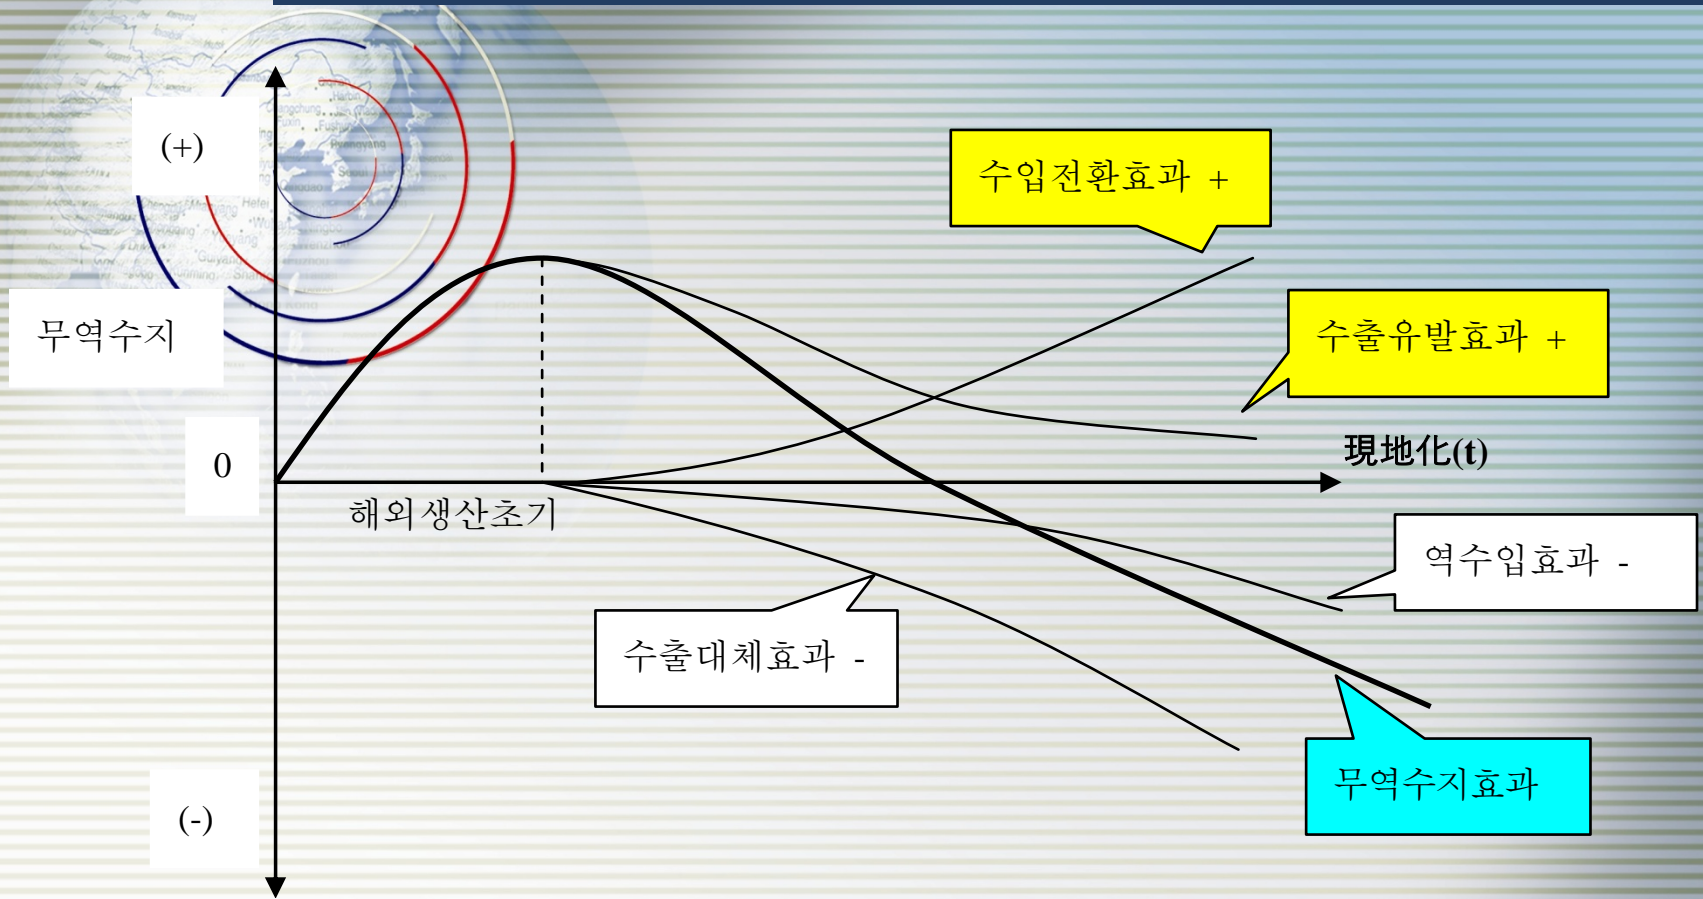 (+)
수입전환효과 +
무역수지
수출유발효과 +
0
現地化(t)
해외생산초기
역수입효과 -
수출대체효과 -
무역수지효과
(-)
Harbin
Seoul